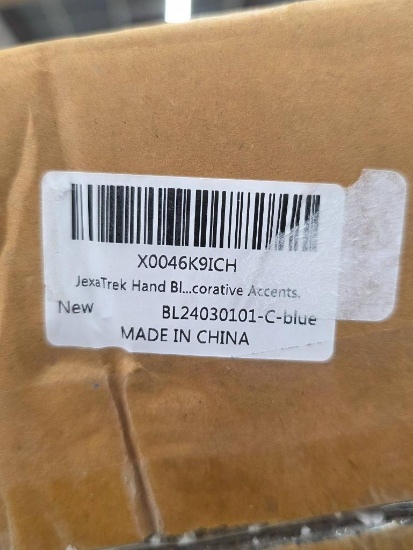 X0046K9ICH
JexaTrek Hand Bl...corative Accents.
New BL24030101-C-blue
MADE IN CHINA